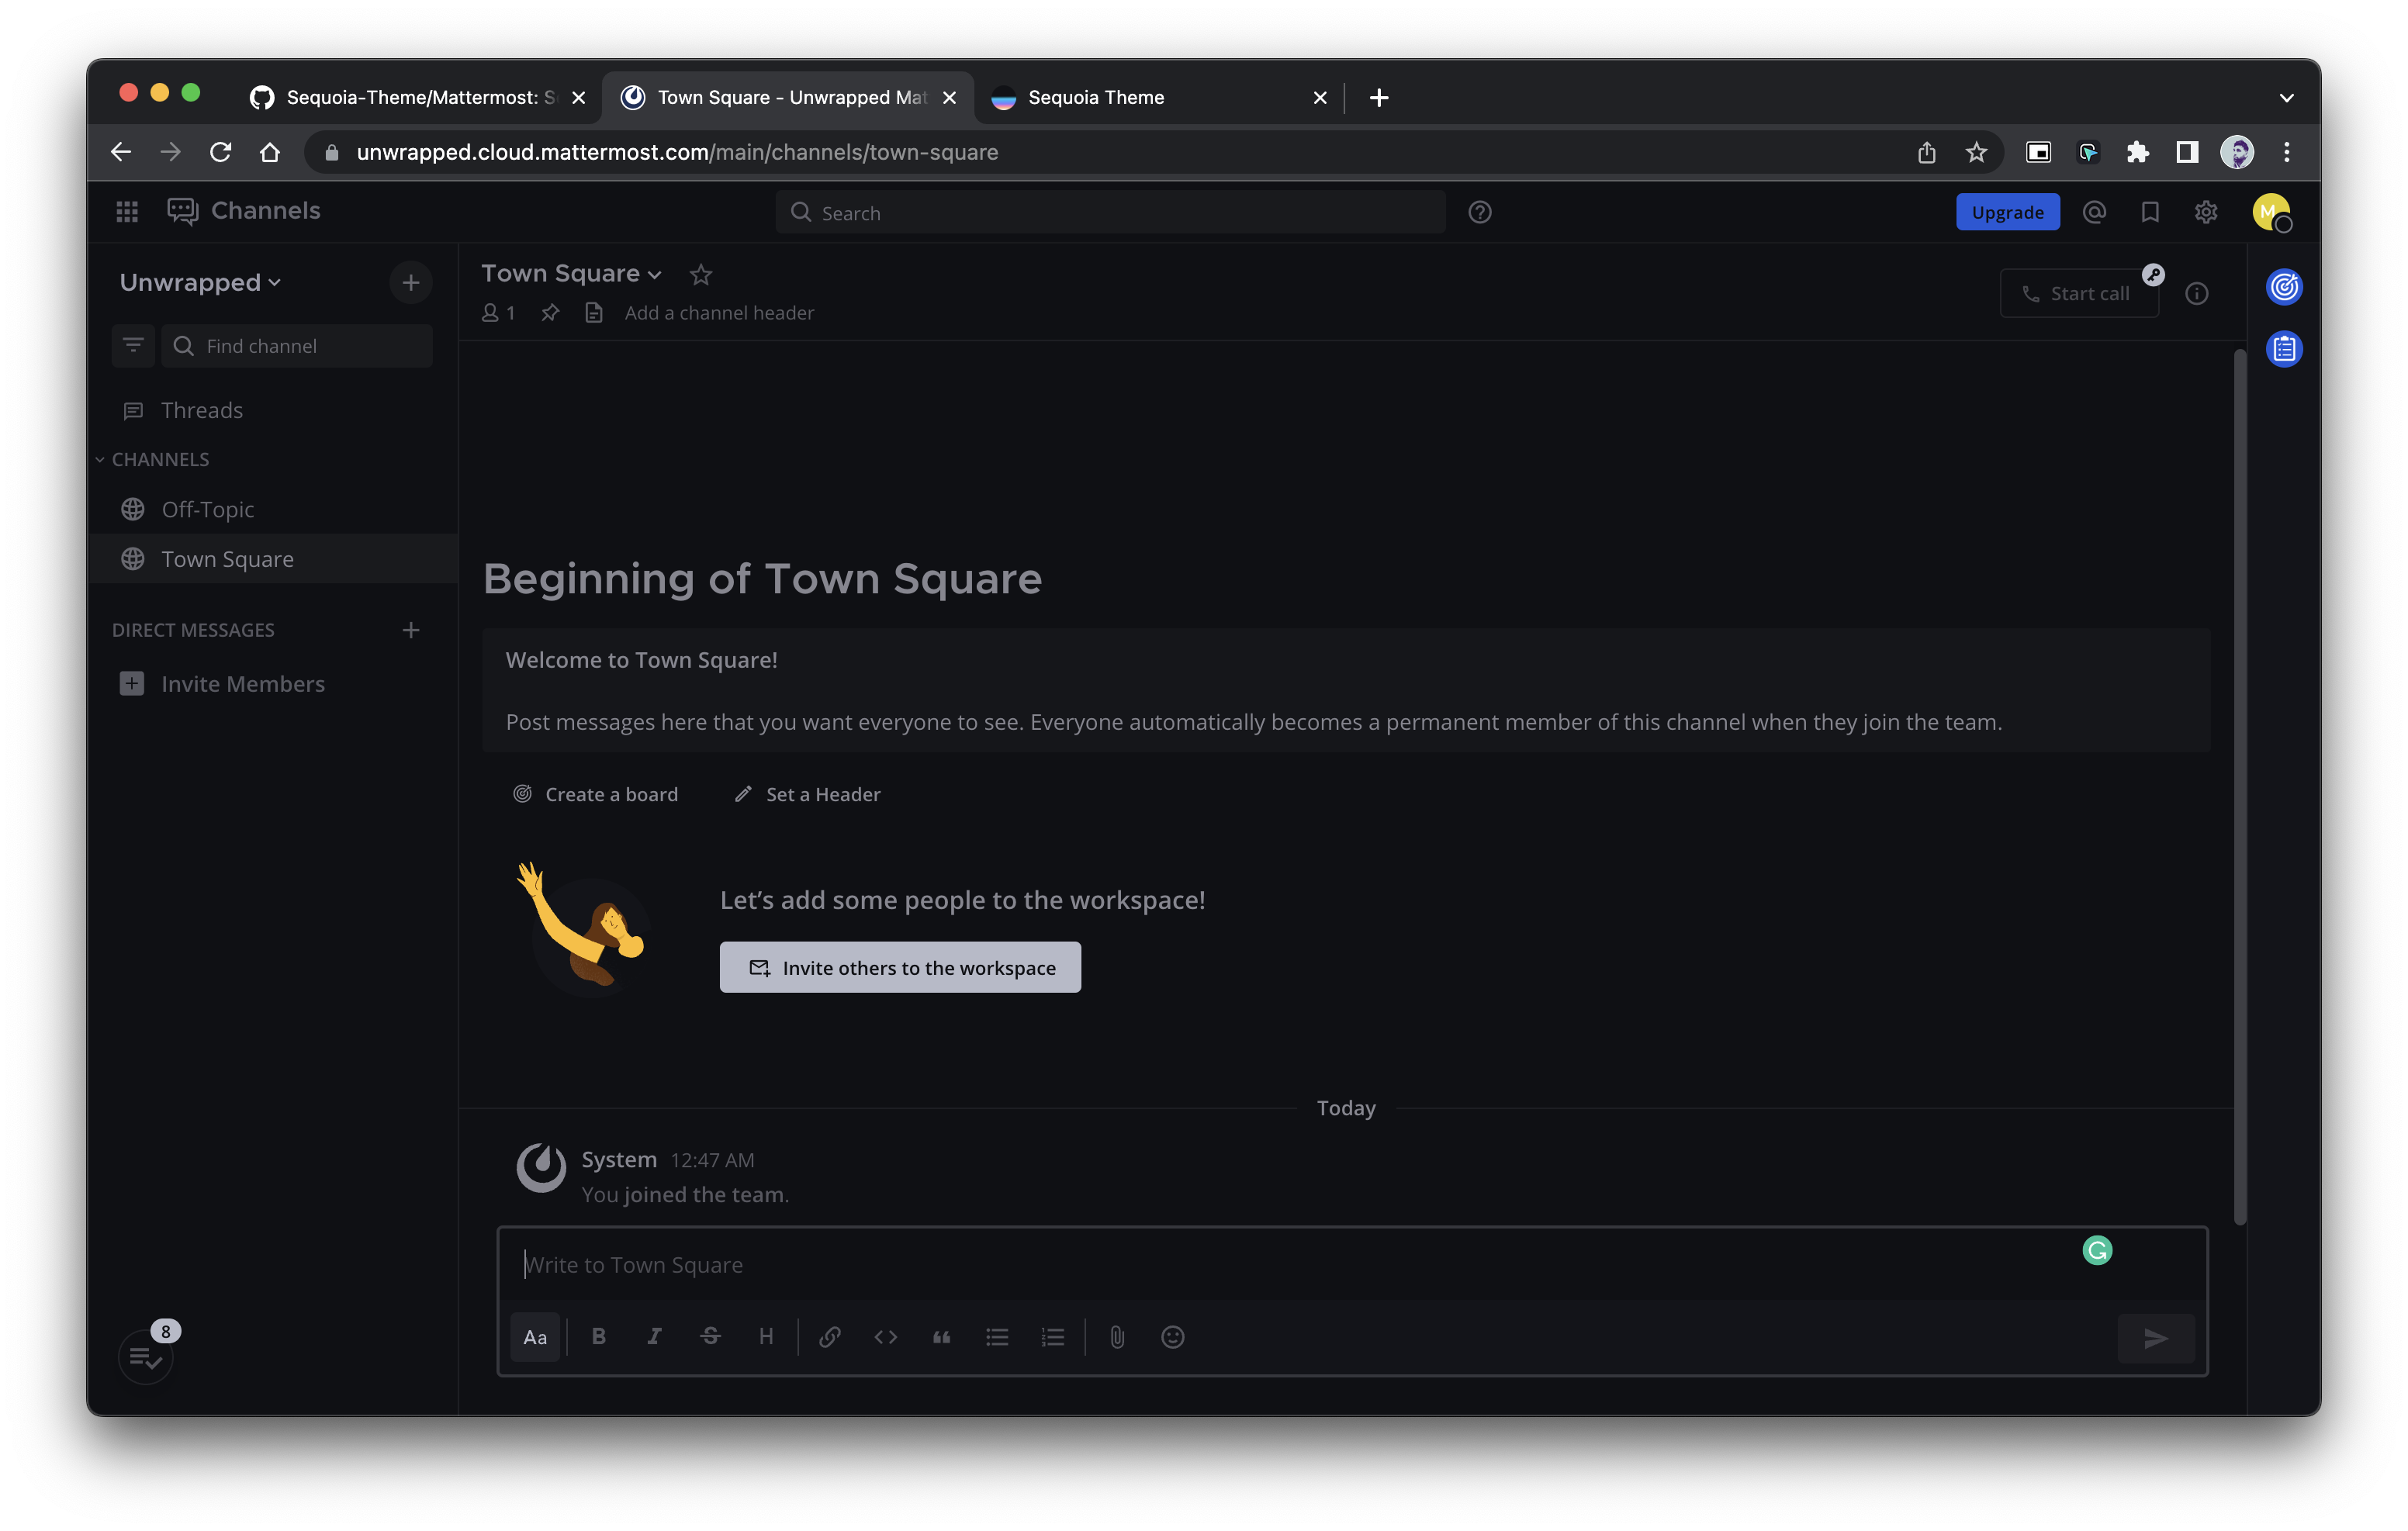 Sequoia-Theme/Mattermost: S
Town Square - Unwrapped Mat
Sequoia Theme
unwrapped.cloud.mattermost.com/main/channels/town-square
Channels
Search
Upgrade
M
Unwrapped
Town Square
Start call
1
Add a channel header
Find channel
Threads
CHANNELS
Off-Topic
Town Square
DIRECT MESSAGES
Invite Members
Beginning of Town Square
Welcome to Town Square!
Post messages here that you want everyone to see. Everyone automatically becomes a permanent member of this channel when they join the team.
Create a board
Set a Header
Let’s add some people to the workspace!
Invite others to the workspace
Today
System 12:47 AM
You joined the team.
Write to Town Square
8
Aa B I S H